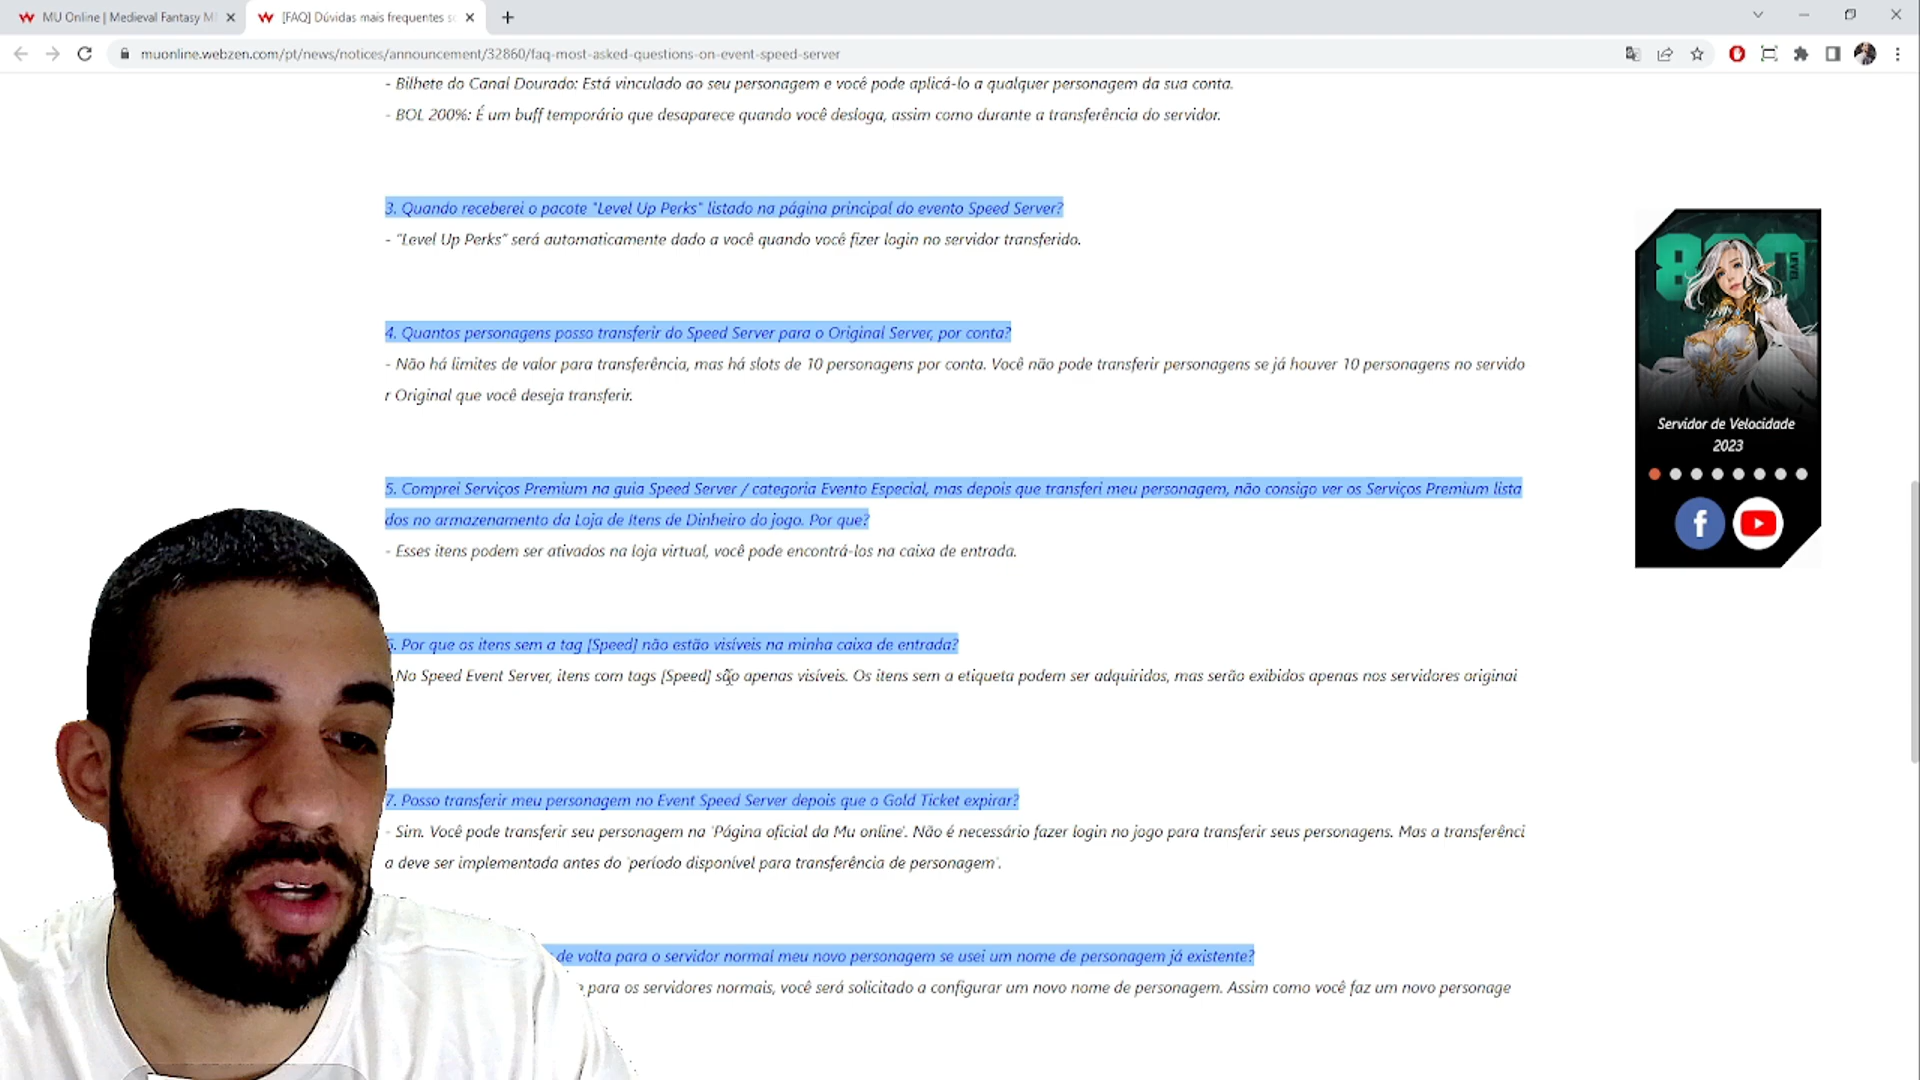 MU Online | Medieval Fantasy M
[FAQ] Dúvidas mais frequentes s
muonline.webzen.com/pt/news/notices/announcement/32860/faq-most-asked-questions-on-event-speed-server
- Bilhete do Canal Dourado: Está vinculado ao seu personagem e você pode aplicá-lo a qualquer personagem da sua conta.
- BOL 200%: É um buff temporário que desaparece quando você desloga, assim como durante a transferência do servidor.
3. Quando receberei o pacote "Level Up Perks" listado na página principal do evento Speed Server?
- "Level Up Perks" será automaticamente dado a você quando você fizer login no servidor transferido.
4. Quantos personagens posso transferir do Speed Server para o Original Server, por conta?
- Não há limites de valor para transferência, mas há slots de 10 personagens por conta. Você não pode transferir personagens se já houver 10 personagens no servido
r Original que você deseja transferir.
5. Comprei Serviços Premium na guia Speed Server / categoria Evento Especial, mas depois que transferi meu personagem, não consigo ver os Serviços Premium lista
dos no armazenamento da Loja de Itens de Dinheiro do jogo. Por que?
- Esses itens podem ser ativados na loja virtual, você pode encontrá-los na caixa de entrada.
6. Por que os itens sem a tag [Speed] não estão visíveis na minha caixa de entrada?
No Speed Event Server, itens com tags [Speed] são apenas visíveis. Os itens sem a etiqueta podem ser adquiridos, mas serão exibidos apenas nos servidores originai
7. Posso transferir meu personagem no Event Speed Server depois que o Gold Ticket expirar?
- Sim. Você pode transferir seu personagem na 'Página oficial da Mu online'. Não é necessário fazer login no jogo para transferir seus personagens. Mas a transferênci
a deve ser implementada antes do 'período disponível para transferência de personagem'.
de volta para o servidor normal meu novo personagem se usei um nome de personagem já existente?
para os servidores normais, você será solicitado a configurar um novo nome de personagem. Assim como você faz um novo personage
800
LEVEL
Servidor de Velocidade
2023